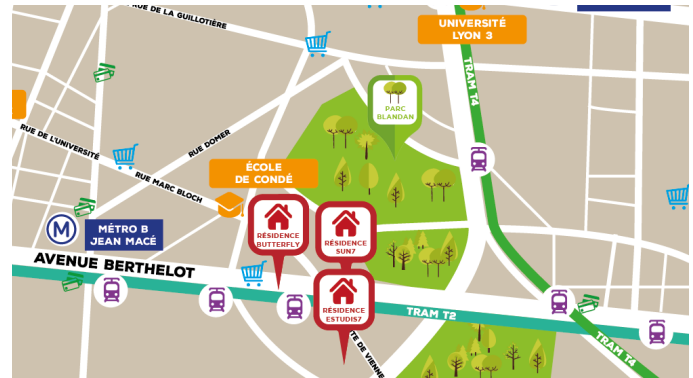 RUE DE LA GUILLOTIÈRE
UNIVERSITÉ
LYON 3
TRAM T4
PARC
BLANDAN
RUE DOMER
RUE DE L'UNIVERSITÉ
RUE MARC BLOCH
ÉCOLE
DE CONDÉ
M
MÉTRO B
JEAN MACÉ
RÉSIDENCE
BUTTERFLY
RÉSIDENCE
SUN7
AVENUE BERTHELOT
RÉSIDENCE
ESTUDIS7
TRAM T2
TE DE VIENNE
TRAM T4